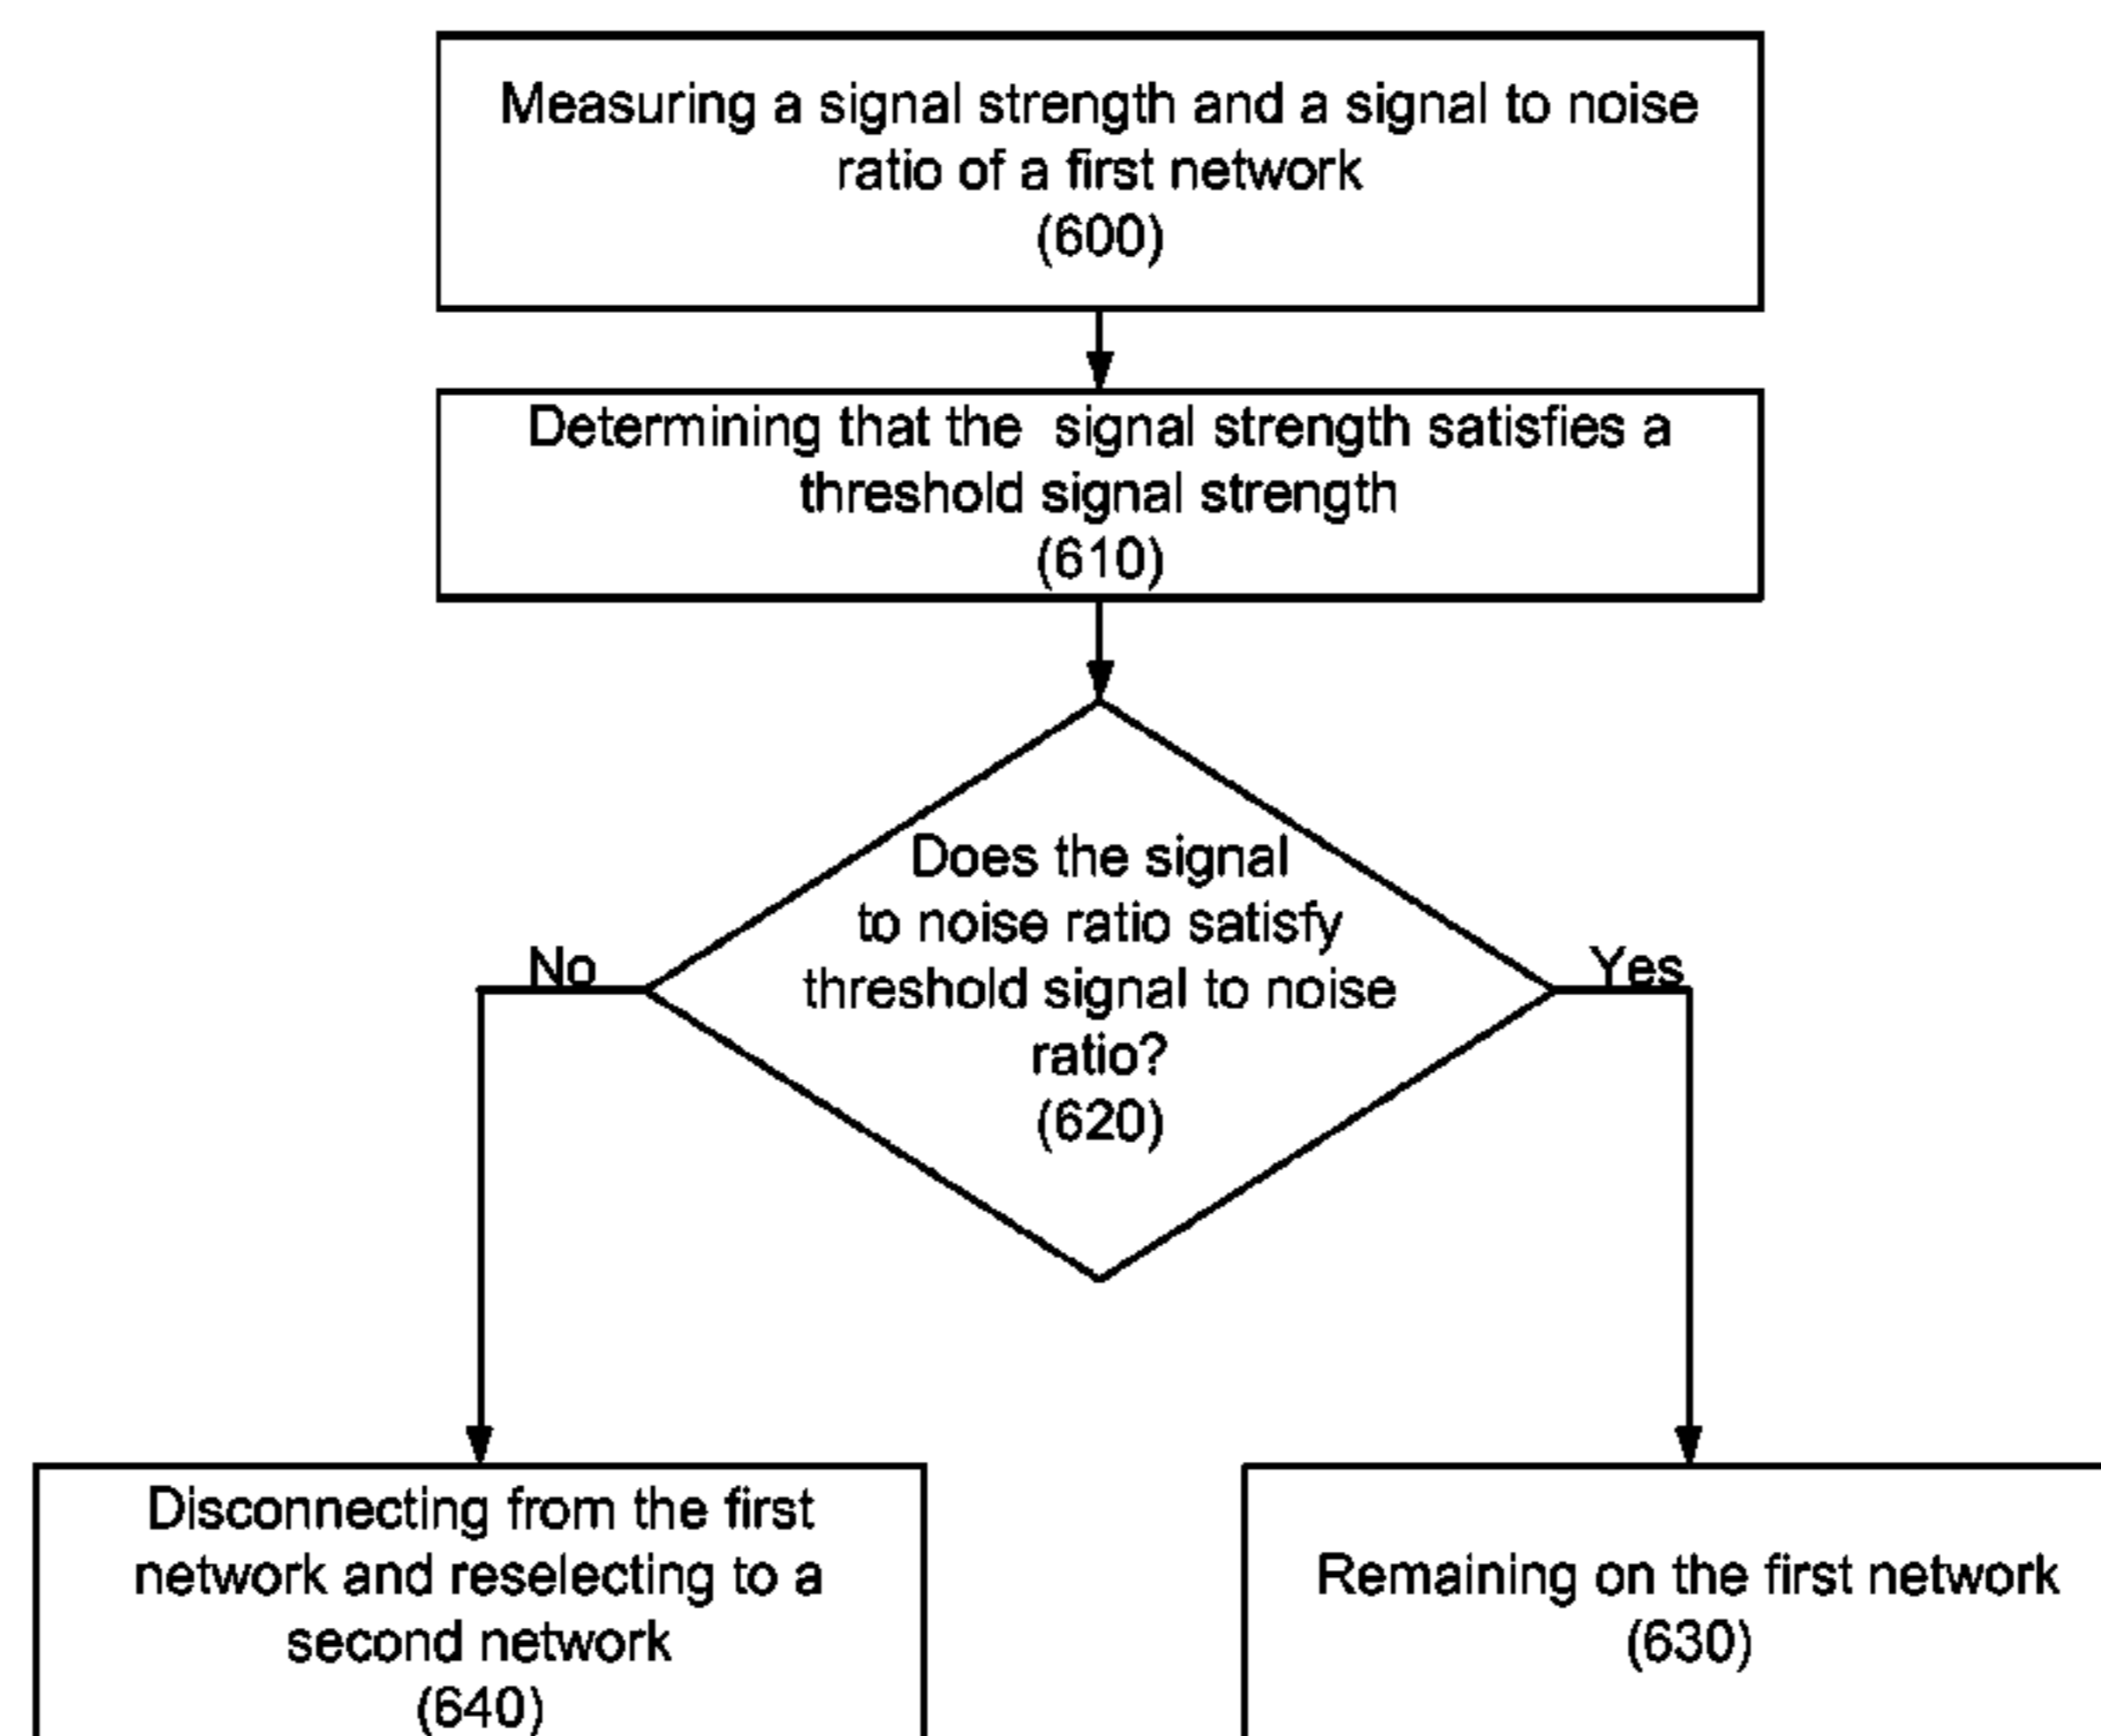 Measuring a signal strength and a signal to noise
ratio of a first network
(600)
Determining that the signal strength satisfies a
threshold signal strength
(610)
Does the signal
to noise ratio satisfy
threshold signal to noise
ratio?
(620)
No
Yes
Disconnecting from the first
network and reselecting to a
second network
(640)
Remaining on the first network
(630)